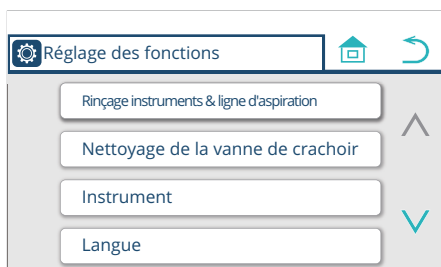 Réglage des fonctions
Rinçage instruments & ligne d'aspiration
Nettoyage de la vanne de crachoir
Instrument
Langue